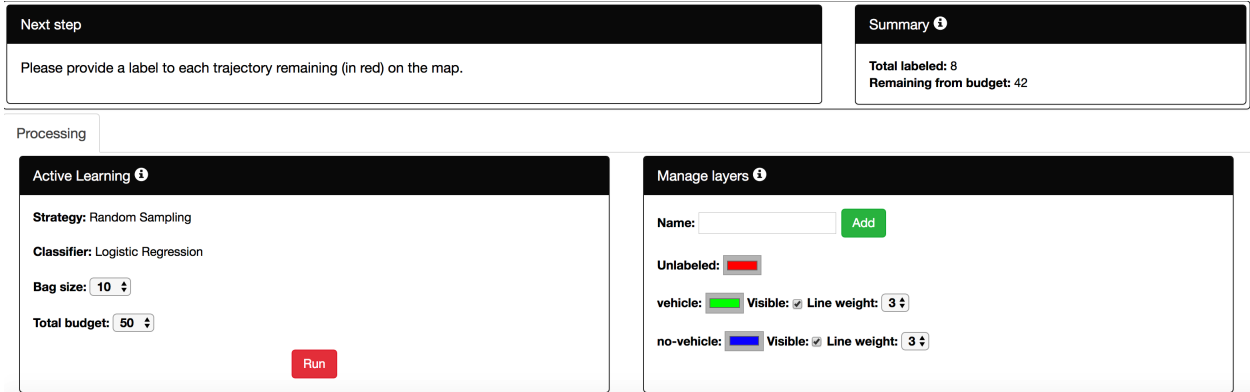 Next step
Please provide a label to each trajectory remaining (in red) on the map.
Summary
Total labeled: 8
Remaining from budget: 42
Processing
Active Learning
Strategy: Random Sampling
Classifier: Logistic Regression
Bag size: 10
Total budget: 50
Run
Manage layers
Name: Add
Unlabeled:
vehicle: Visible: Line weight: 3
no-vehicle: Visible: Line weight: 3